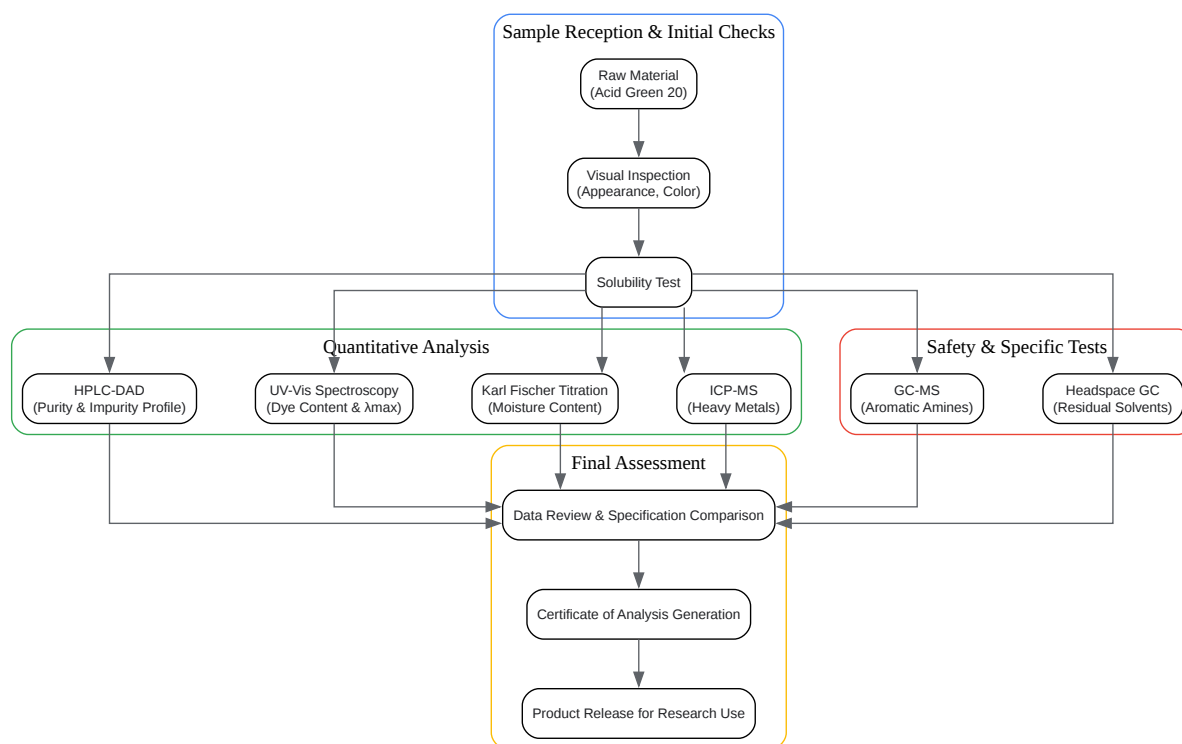 Sample Reception & Initial Checks
Raw Material
(Acid Green 20)
Visual Inspection
(Appearance, Color)
Solubility Test
Quantitative Analysis
HPLC-DAD
(Purity & Impurity Profile)
UV-Vis Spectroscopy
(Dye Content & λmax)
Karl Fischer Titration
(Moisture Content)
ICP-MS
(Heavy Metals)
Safety & Specific Tests
GC-MS
(Aromatic Amines)
Headspace GC
(Residual Solvents)
Final Assessment
Data Review & Specification Comparison
Certificate of Analysis Generation
Product Release for Research Use